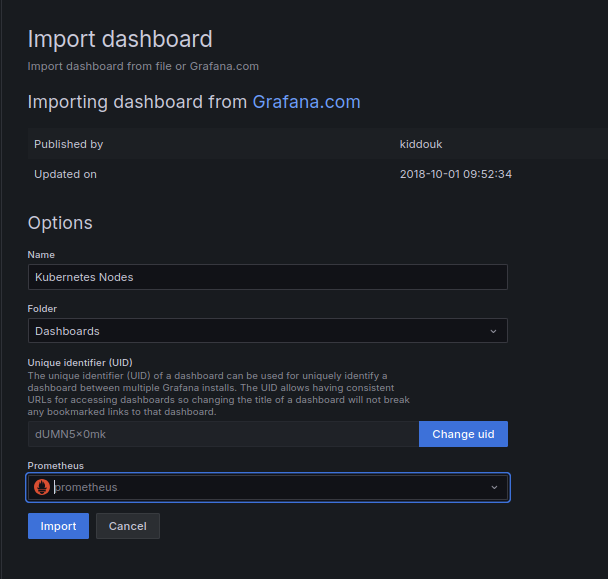 Import dashboard
Import dashboard from file or Grafana.com
Importing dashboard from Grafana.com
Published by kiddouk
Updated on 2018-10-01 09:52:34
Options
Name
Kubernetes Nodes
Folder
Dashboards
Unique identifier (UID)
The unique identifier (UID) of a dashboard can be used for uniquely identify a
dashboard between multiple Grafana installs. The UID allows having consistent
URLs for accessing dashboards so changing the title of a dashboard will not break
any bookmarked links to that dashboard.
dUMN5x0mk Change uid
Prometheus
prometheus
Import Cancel